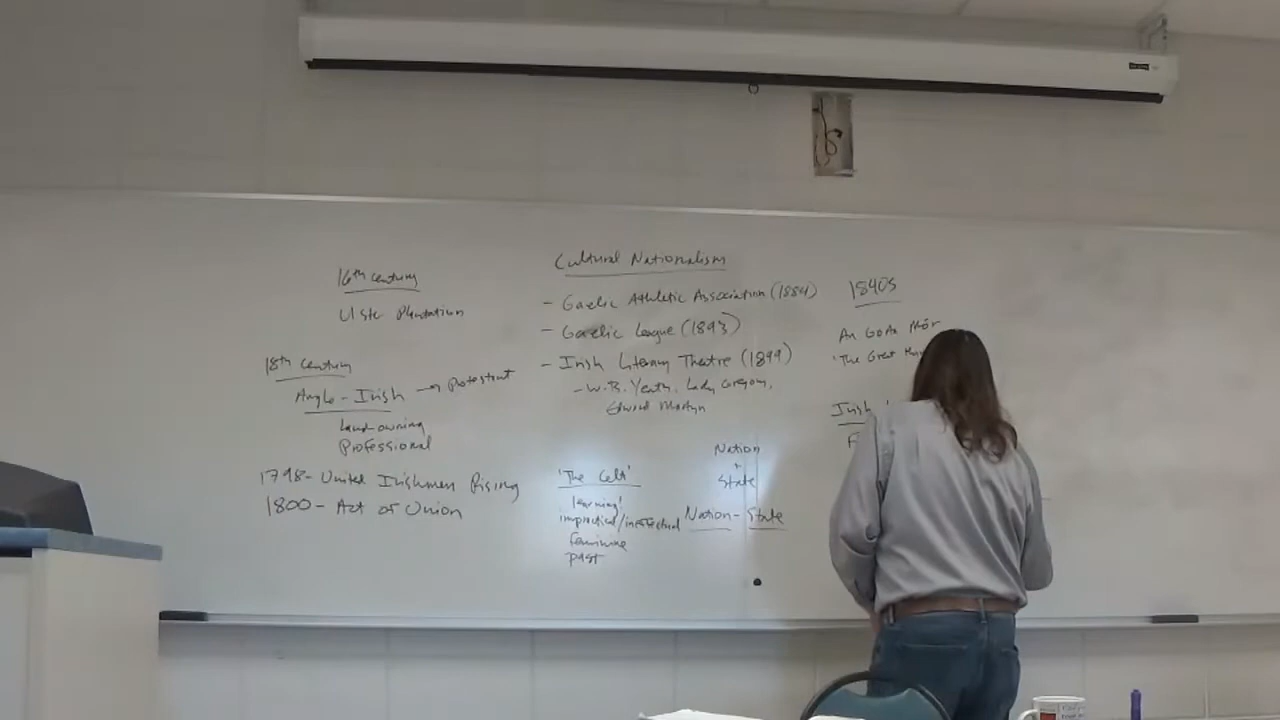 16th century
Ulster Plantation
18th century
Anglo-Irish → Protestant
land-owning
Professional
1798- United Irishmen Rising
1800- Act of Union
Cultural Nationalism
- Gaelic Athletic Association (1884)
- Gaelic League (1893)
- Irish Literary Theatre (1899)
- W.B. Yeats, Lady Gregory,
Edward Martyn
'The Celt'
'learning'
impractical/ineffectual
feminine
past
Nation
+
State
Nation-State
1840s
An Gorta Mór
'The Great
Irish